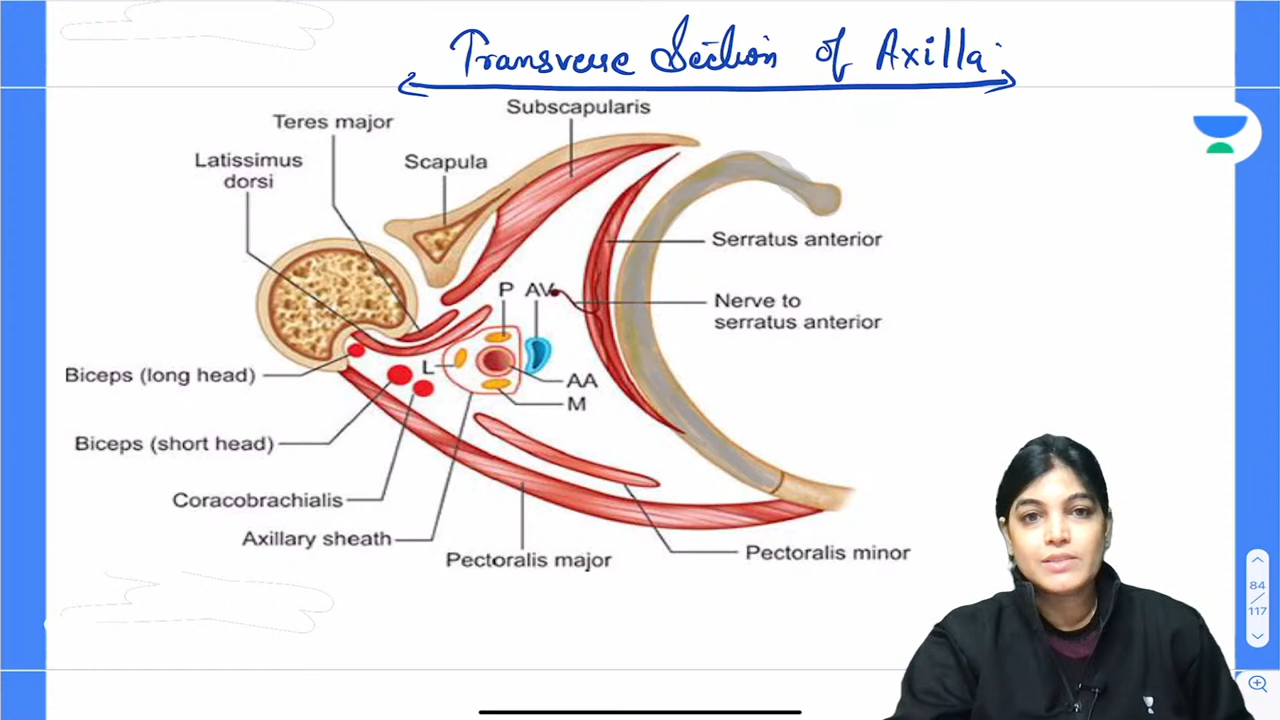 Transverse Section of Axilla
Subscapularis
Teres major
Latissimus
dorsi
Scapula
Serratus anterior
P AV
Nerve to
serratus anterior
L
AA
M
Biceps (long head)
Biceps (short head)
Coracobrachialis
Axillary sheath
Pectoralis major
Pectoralis minor
84
/
117